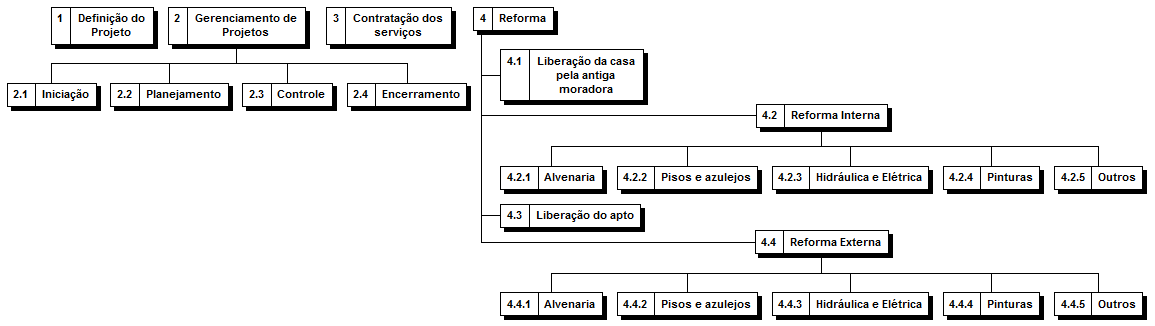 1 Definição do
Projeto
2 Gerenciamento de
Projetos
3 Contratação dos
serviços
4 Reforma
4.1 Liberação da casa
pela antiga
moradora
2.1 Iniciação
2.2 Planejamento
2.3 Controle
2.4 Encerramento
4.2 Reforma Interna
4.2.1 Alvenaria
4.2.2 Pisos e azulejos
4.2.3 Hidráulica e Elétrica
4.2.4 Pinturas
4.2.5 Outros
4.3 Liberação do apto
4.4 Reforma Externa
4.4.1 Alvenaria
4.4.2 Pisos e azulejos
4.4.3 Hidráulica e Elétrica
4.4.4 Pinturas
4.4.5 Outros